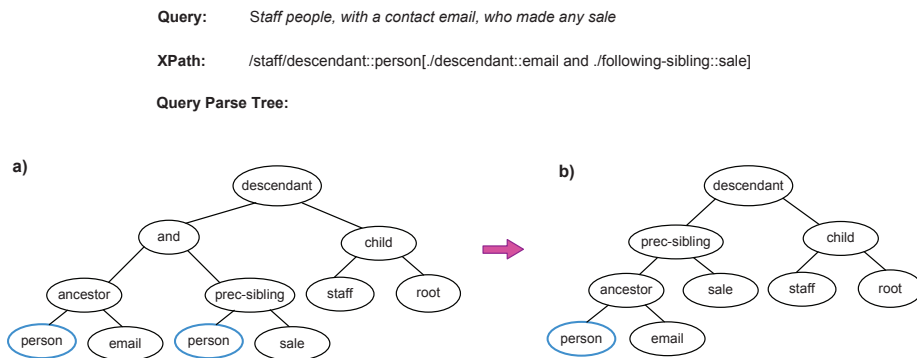 Query: Staff people, with a contact email, who made any sale
XPath: /staff/descendant::person[./descendant::email and ./following-sibling::sale]
Query Parse Tree:
a)
descendant
and
child
ancestor
prec-sibling
staff
root
person
email
person
sale
b)
descendant
prec-sibling
child
ancestor
sale
staff
root
person
email